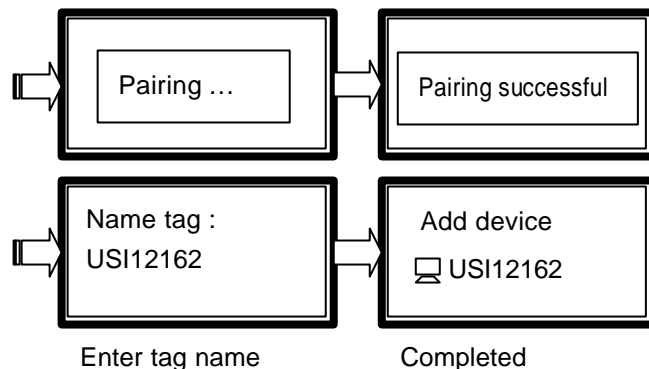 Pairing …
Pairing successful
Name tag :
USI12162
Add device
USI12162
Enter tag name
Completed